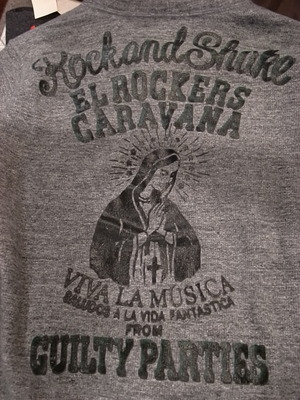 Rock and Shake
EL ROCKERS
CARAVANA
VIVA LA MUSICA
SALUDOS A LA VIDA FANTASTICA
FROM
GUILTY PARTIES